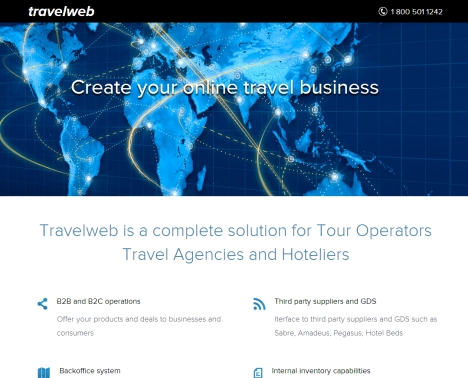 travelweb
1 800 501 1242
Create your online travel business
Travelweb is a complete solution for Tour Operators
Travel Agencies and Hoteliers
B2B and B2C operations
Offer your products and deals to businesses and
consumers
Third party suppliers and GDS
Iterface to third party suppliers and GDS such as
Sabre, Amadeus, Pegasus, Hotel Beds
Backoffice system
Internal inventory capabilities